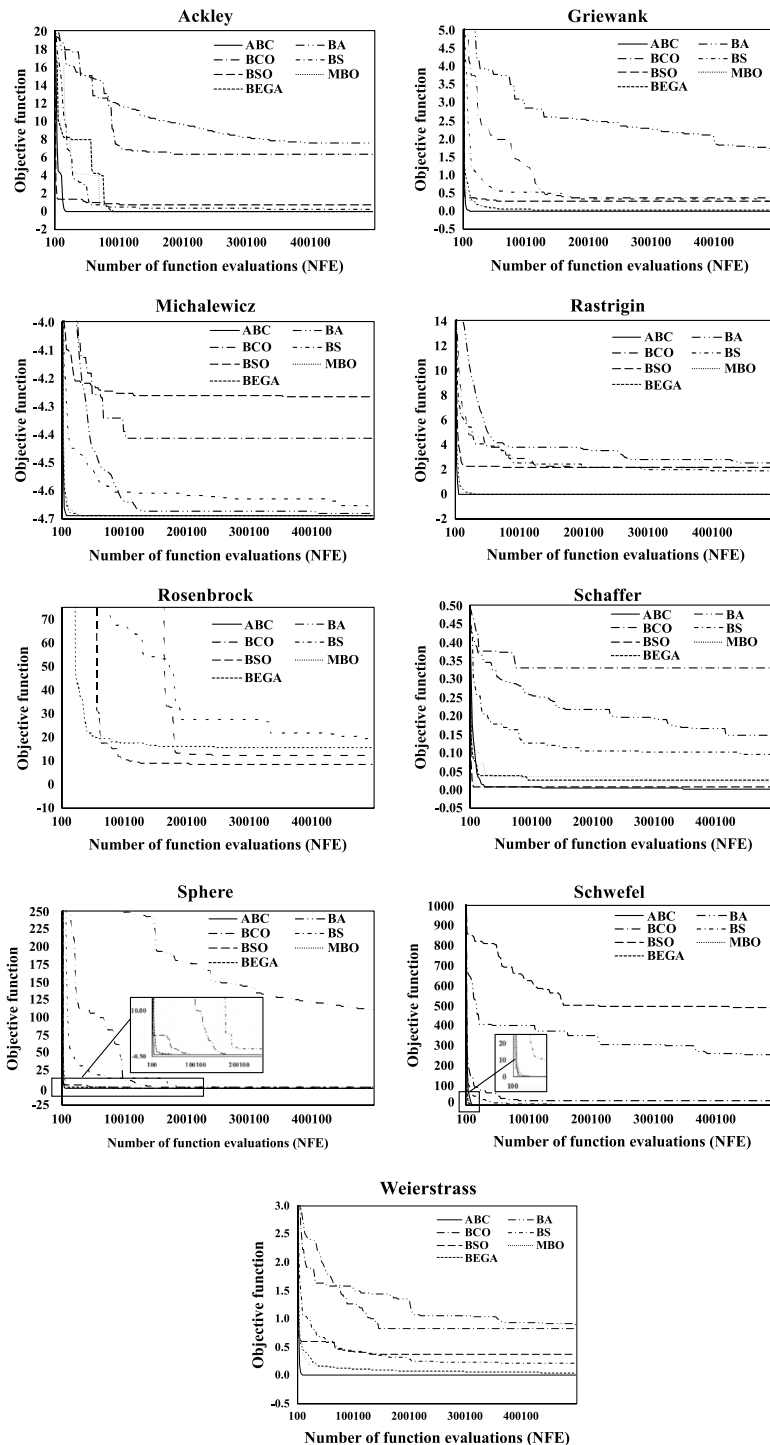 Ackley
Objective function
20
18
16
14
12
10
8
6
4
2
0
-2
ABC BA
BCO BS
BSO MBO
BEGA
100 100100 200100 300100 400100
Number of function evaluations (NFE)
Griewank
Objective function
5.0
4.5
4.0
3.5
3.0
2.5
2.0
1.5
1.0
0.5
0.0
-0.5
ABC BA
BCO BS
BSO MBO
BEGA
100 100100 200100 300100 400100
Number of function evaluations (NFE)
Michalewicz
Objective function
-4.0
-4.1
-4.2
-4.3
-4.4
-4.5
-4.6
-4.7
ABC BA
BCO BS
BSO MBO
BEGA
100 100100 200100 300100 400100
Number of function evaluations (NFE)
Rastrigin
Objective function
14
12
10
8
6
4
2
0
-2
ABC BA
BCO BS
BSO MBO
BEGA
100 100100 200100 300100 400100
Number of function evaluations (NFE)
Rosenbrock
Objective function
70
60
50
40
30
20
10
0
-10
ABC BA
BCO BS
BSO MBO
BEGA
100 100100 200100 300100 400100
Number of function evaluations (NFE)
Schaffer
Objective function
0.50
0.45
0.40
0.35
0.30
0.25
0.20
0.15
0.10
0.05
0.00
-0.05
ABC BA
BCO BS
BSO MBO
BEGA
100 100100 200100 300100 400100
Number of function evaluations (NFE)
Sphere
Objective function
250
225
200
175
150
125
100
75
50
25
0
-25
ABC BA
BCO BS
BSO MBO
BEGA
10.00
-0.50
100 100100 200100
100 100100 200100 300100 400100
Number of function evaluations (NFE)
Schwefel
Objective function
1000
900
800
700
600
500
400
300
200
100
0
ABC BA
BCO BS
BSO MBO
BEGA
20
10
0
100
100 100100 200100 300100 400100
Number of function evaluations (NFE)
Weierstrass
Objective function
3.0
2.5
2.0
1.5
1.0
0.5
0.0
-0.5
ABC BA
BCO BS
BSO MBO
BEGA
100 100100 200100 300100 400100
Number of function evaluations (NFE)